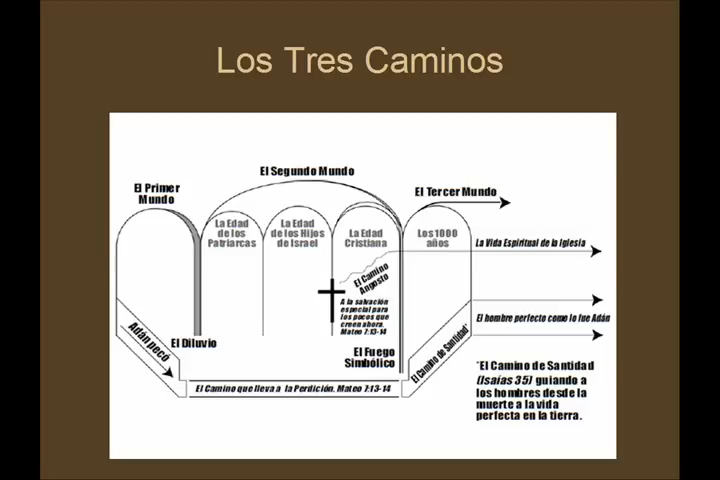 Los Tres Caminos
El Segundo Mundo
El Primer
Mundo
El Tercer Mundo
La Edad
de los
Patriarcas
La Edad
de los Hijos
de Israel
La Edad
Cristiana
Los 1000
años
La Vida Espiritual de la Iglesia
El Camino
Angosto
A la salvación
especial para
los pocos que
creen ahora.
Mateo 7:13-14
El hombre perfecto como lo fue Adán
Adán pecó
El Diluvio
El Fuego
Simbólico
El Camino de Santidad*
El Camino que lleva a la Perdición. Mateo 7:13-14
*El Camino de Santidad
(Isaías 35) guiando a
los hombres desde la
muerte a la vida
perfecta en la tierra.